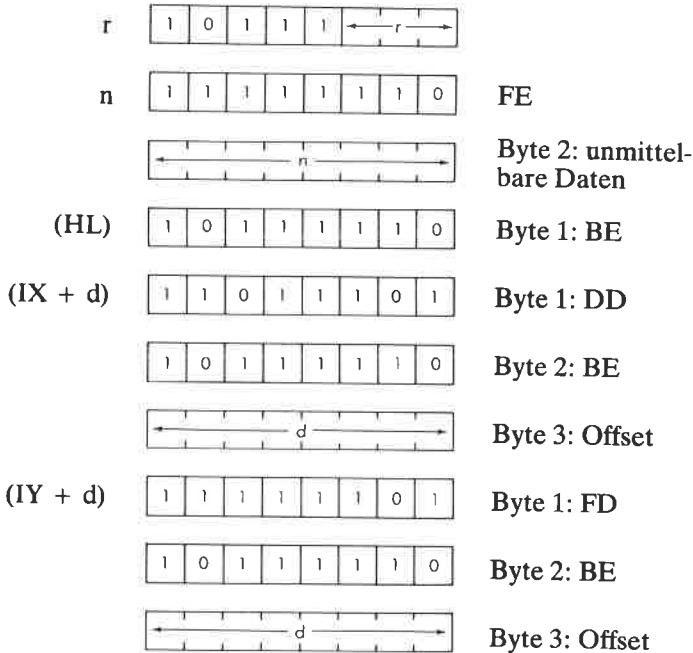 r 1 0 1 1 1 r
n 1 1 1 1 1 1 1 0 FE
n Byte 2: unmittel-
bare Daten
(HL) 1 0 1 1 1 1 1 0 Byte 1: BE
(IX + d) 1 1 0 1 1 1 0 1 Byte 1: DD
1 0 1 1 1 1 1 0 Byte 2: BE
d Byte 3: Offset
(IY + d) 1 1 1 1 1 1 0 1 Byte 1: FD
1 0 1 1 1 1 1 0 Byte 2: BE
d Byte 3: Offset